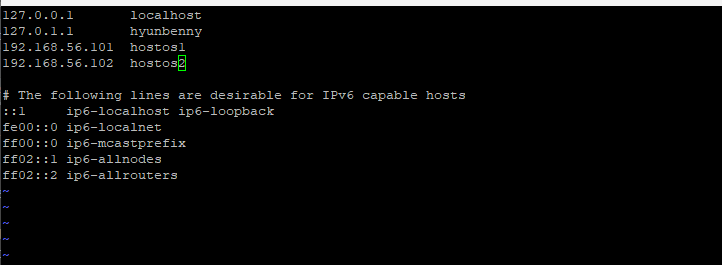 127.0.0.1       localhost
127.0.1.1       hyunbenny
192.168.56.101  hostos1
192.168.56.102  hostos2
# The following lines are desirable for IPv6 capable hosts
::1     ip6-localhost ip6-loopback
fe00::0 ip6-localnet
ff00::0 ip6-mcastprefix
ff02::1 ip6-allnodes
ff02::2 ip6-allrouters
~
~
~
~
~